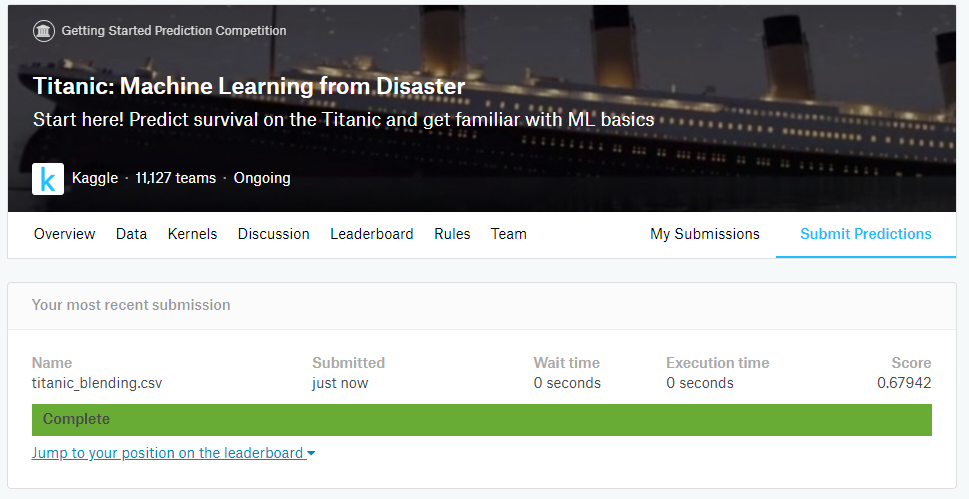 Getting Started Prediction Competition
Titanic: Machine Learning from Disaster
Start here! Predict survival on the Titanic and get familiar with ML basics
k
Kaggle · 11,127 teams · Ongoing
Overview Data Kernels Discussion Leaderboard Rules Team My Submissions Submit Predictions
Your most recent submission
Name Submitted Wait time Execution time Score
titanic_blending.csv just now 0 seconds 0 seconds 0.67942
Complete
Jump to your position on the leaderboard